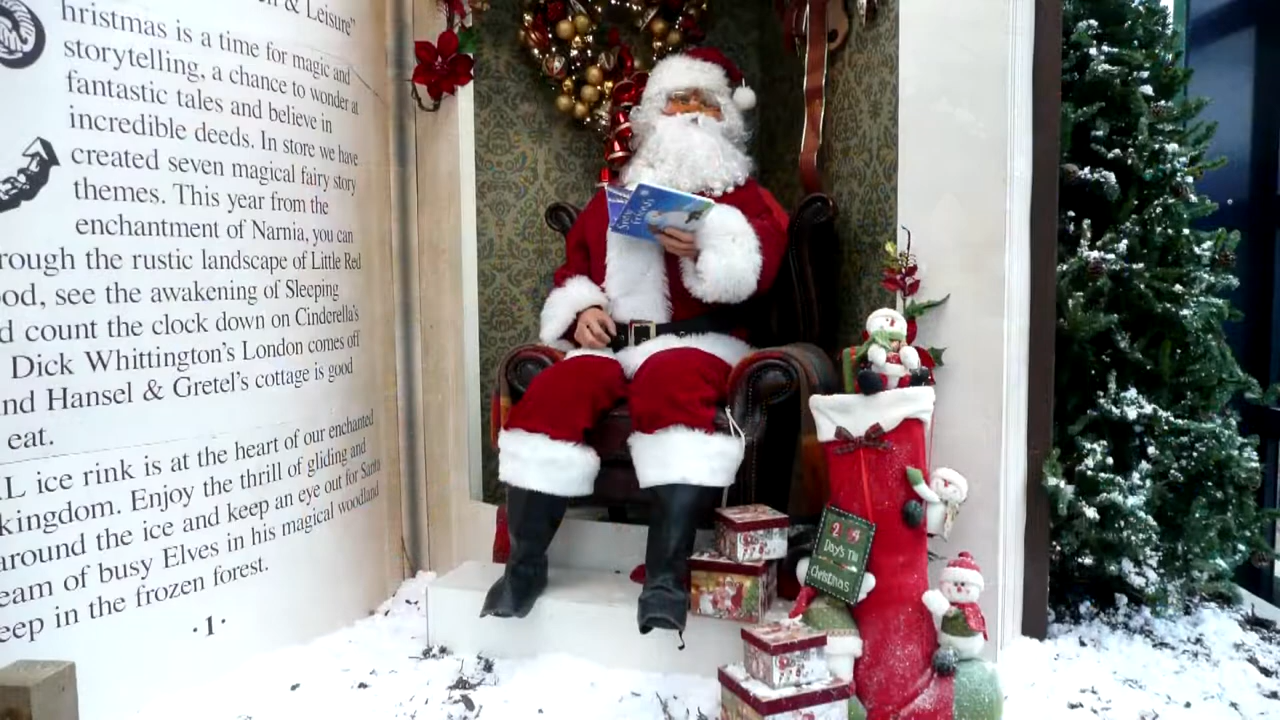 & Leisure"
hristmas is a time for magic and
storytelling, a chance to wonder at
fantastic tales and believe in
incredible deeds. In store we have
created seven magical fairy story
themes. This year from the
enchantment of Narnia, you can
rough the rustic landscape of Little Red
ood, see the awakening of Sleeping
d count the clock down on Cinderella's
Dick Whittington's London comes off
nd Hansel & Gretel's cottage is good
eat.
L ice rink is at the heart of our enchanted
kingdom. Enjoy the thrill of gliding and
around the ice and keep an eye out for Santa
eam of busy Elves in his magical woodland
eep in the frozen forest.
·1·
Day's 'Til
Christmas